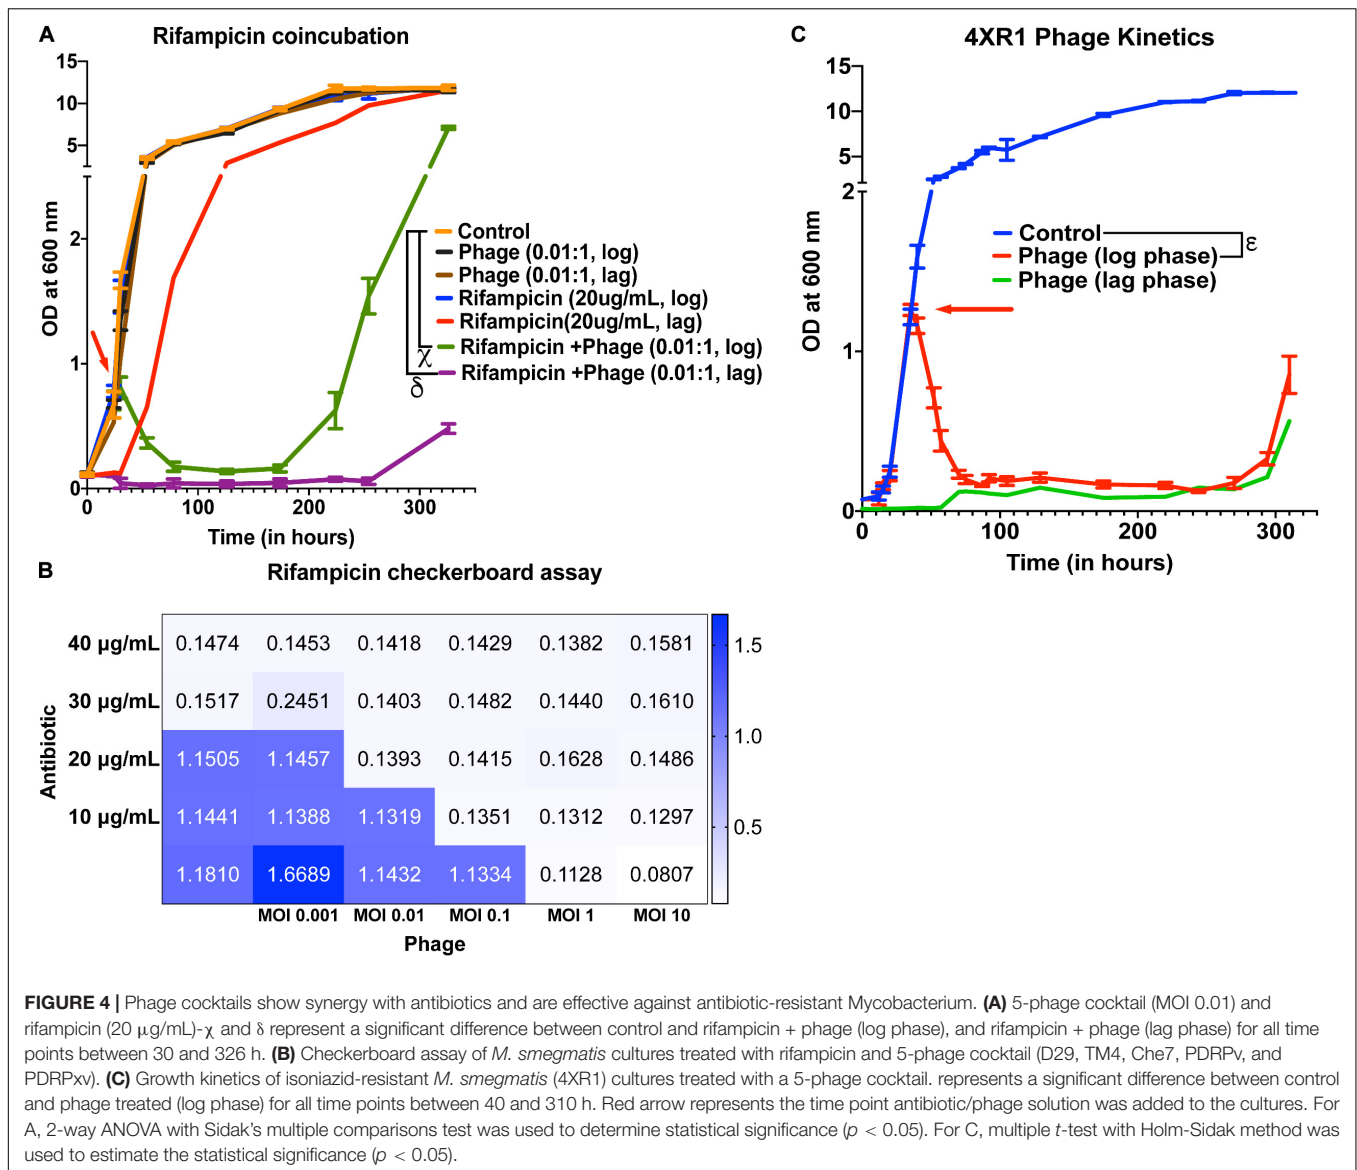 A
Rifampicin coincubation
15
10
5
2
1
0
OD at 600 nm
0 100 200 300
Time (in hours)
Control
Phage (0.01:1, log)
Phage (0.01:1, lag)
Rifampicin (20ug/mL, log)
Rifampicin(20ug/mL, lag)
Rifampicin +Phage (0.01:1, log)
Rifampicin +Phage (0.01:1, lag)
χ
δ
C
4XR1 Phage Kinetics
15
10
5
2
1
0
OD at 600 nm
0 100 200 300
Time (in hours)
Control
Phage (log phase)
Phage (lag phase)
ε
B
Rifampicin checkerboard assay
Antibiotic
40 µg/mL 0.1474 0.1453 0.1418 0.1429 0.1382 0.1581
30 µg/mL 0.1517 0.2451 0.1403 0.1482 0.1440 0.1610
20 µg/mL 1.1505 1.1457 0.1393 0.1415 0.1628 0.1486
10 µg/mL 1.1441 1.1388 1.1319 0.1351 0.1312 0.1297
1.1810 1.6689 1.1432 1.1334 0.1128 0.0807
MOI 0.001 MOI 0.01 MOI 0.1 MOI 1 MOI 10
Phage
1.5
1.0
0.5
FIGURE 4 | Phage cocktails show synergy with antibiotics and are effective against antibiotic-resistant Mycobacterium. (A) 5-phage cocktail (MOI 0.01) and
rifampicin (20 µg/mL)-χ and δ represent a significant difference between control and rifampicin + phage (log phase), and rifampicin + phage (lag phase) for all time
points between 30 and 326 h. (B) Checkerboard assay of M. smegmatis cultures treated with rifampicin and 5-phage cocktail (D29, TM4, Che7, PDRPv, and
PDRPxv). (C) Growth kinetics of isoniazid-resistant M. smegmatis (4XR1) cultures treated with a 5-phage cocktail. represents a significant difference between control
and phage treated (log phase) for all time points between 40 and 310 h. Red arrow represents the time point antibiotic/phage solution was added to the cultures. For
A, 2-way ANOVA with Sidak's multiple comparisons test was used to determine statistical significance (p < 0.05). For C, multiple t-test with Holm-Sidak method was
used to estimate the statistical significance (p < 0.05).